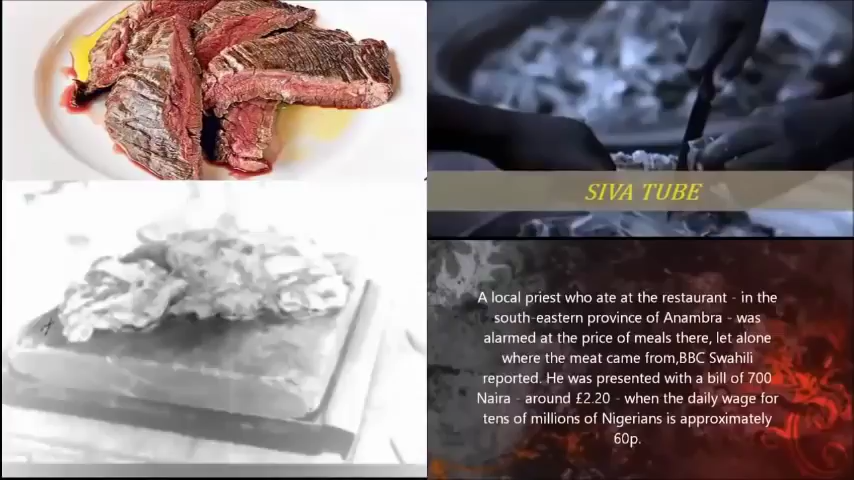 SIVA TUBE
A local priest who ate at the restaurant - in the
south-eastern province of Anambra - was
alarmed at the price of meals there, let alone
where the meat came from,BBC Swahili
reported. He was presented with a bill of 700
Naira - around £2.20 - when the daily wage for
tens of millions of Nigerians is approximately
60p.